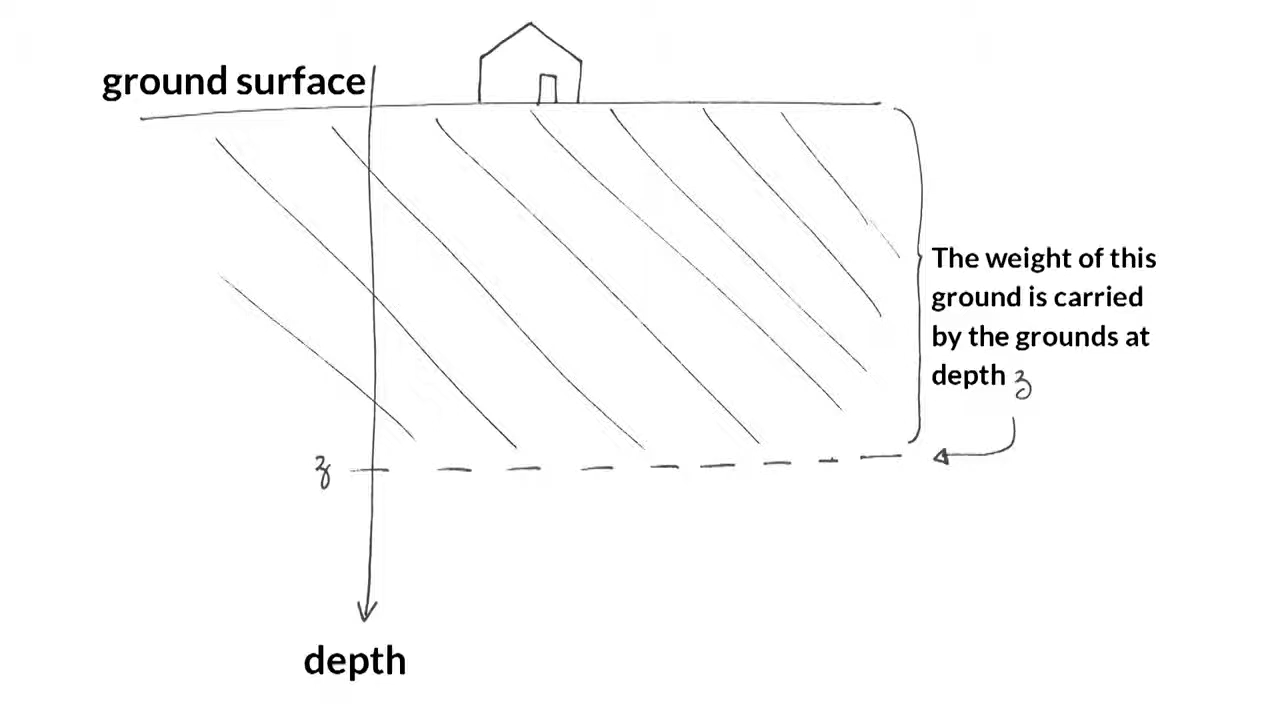 ground surface
The weight of this
ground is carried
by the grounds at
depth z
z
depth